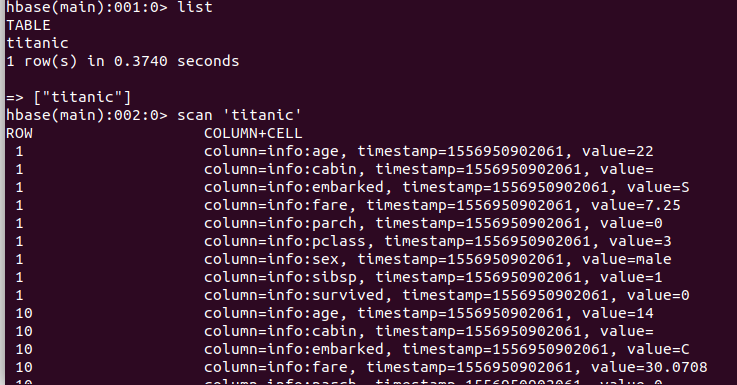 hbase(main):001:0> list
TABLE
titanic
1 row(s) in 0.3740 seconds
=> ["titanic"]
hbase(main):002:0> scan 'titanic'
ROW COLUMN+CELL
1 column=info:age, timestamp=1556950902061, value=22
1 column=info:cabin, timestamp=1556950902061, value=
1 column=info:embarked, timestamp=1556950902061, value=S
1 column=info:fare, timestamp=1556950902061, value=7.25
1 column=info:parch, timestamp=1556950902061, value=0
1 column=info:pclass, timestamp=1556950902061, value=3
1 column=info:sex, timestamp=1556950902061, value=male
1 column=info:sibsp, timestamp=1556950902061, value=1
1 column=info:survived, timestamp=1556950902061, value=0
10 column=info:age, timestamp=1556950902061, value=14
10 column=info:cabin, timestamp=1556950902061, value=
10 column=info:embarked, timestamp=1556950902061, value=C
10 column=info:fare, timestamp=1556950902061, value=30.0708
10 column=info:parch, timestamp=1556950902061, value=0